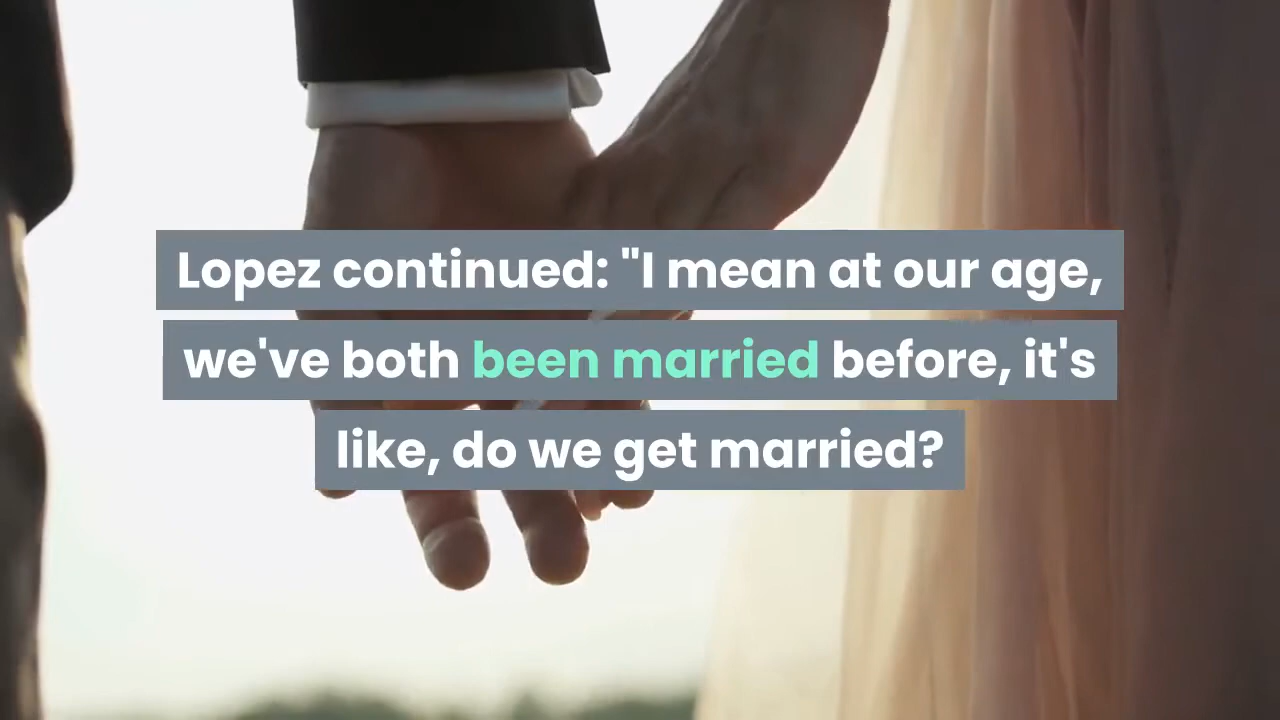 Lopez continued: "I mean at our age,
we've both been married before, it's
like, do we get married?